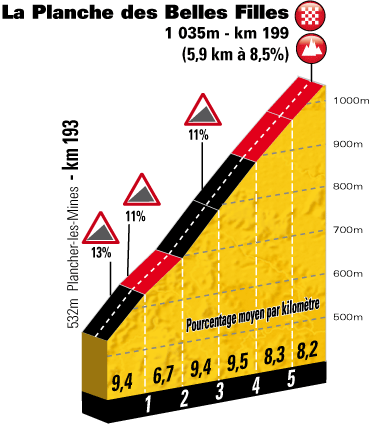 La Planche des Belles Filles
1 035m - km 199
(5,9 km à 8,5%)
1000m
900m
800m
700m
600m
500m
11%
11%
13%
532m Plancher-les-Mines - km 193
Pourcentage moyen par kilomètre
9,4 6,7 9,4 9,5 8,3 8,2
1 2 3 4 5